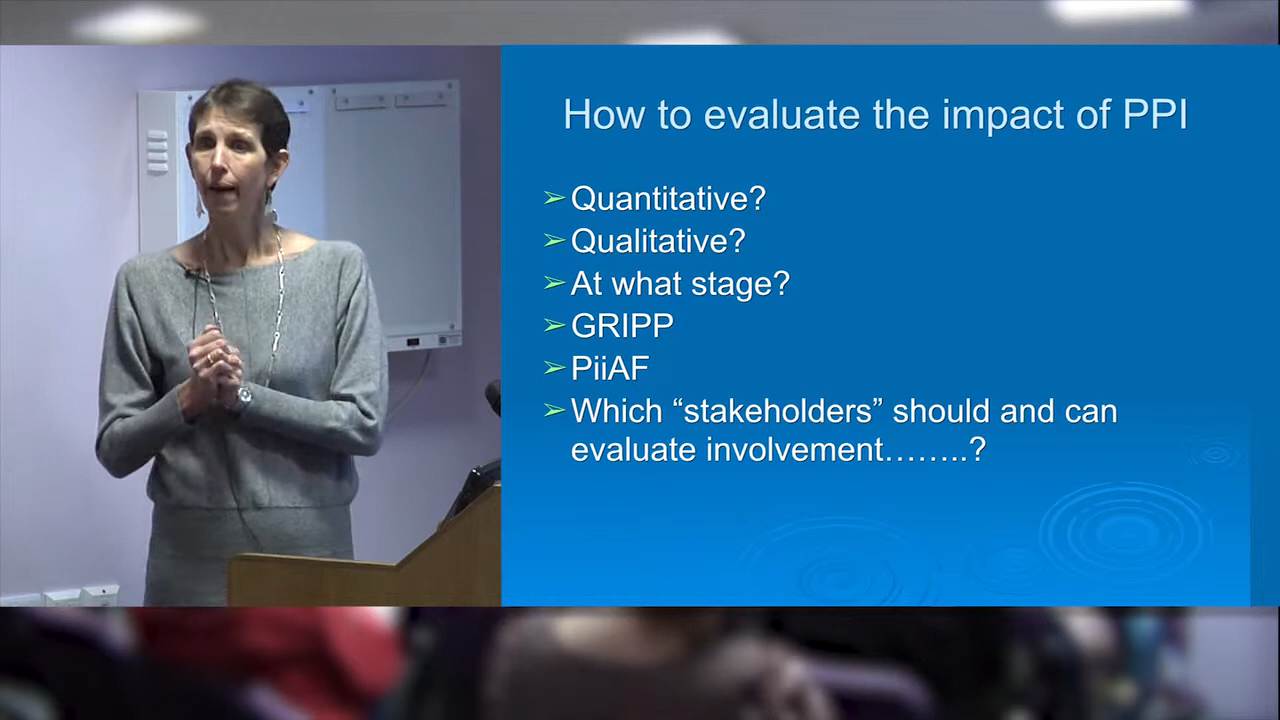 How to evaluate the impact of PPI
➢Quantitative?
➢Qualitative?
➢At what stage?
➢GRIPP
➢PiiAF
➢Which “stakeholders” should and can
evaluate involvement……..?